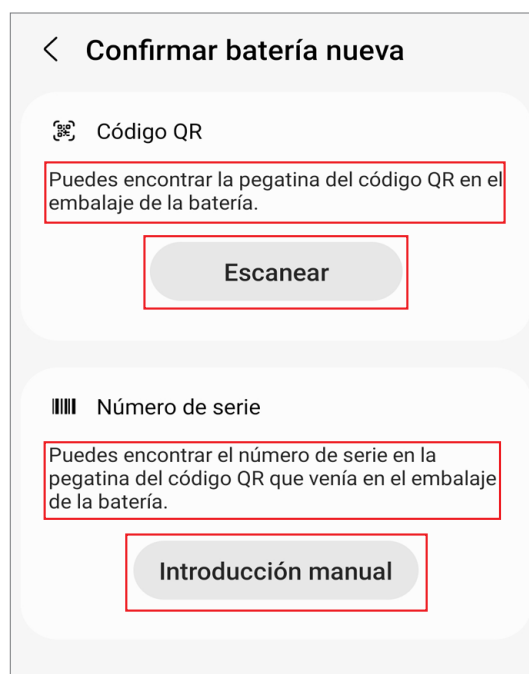 Confirmar batería nueva
Código QR
Puedes encontrar la pegatina del código QR en el
embalaje de la batería.
Escanear
Número de serie
Puedes encontrar el número de serie en la
pegatina del código QR que venía en el embalaje
de la batería.
Introducción manual